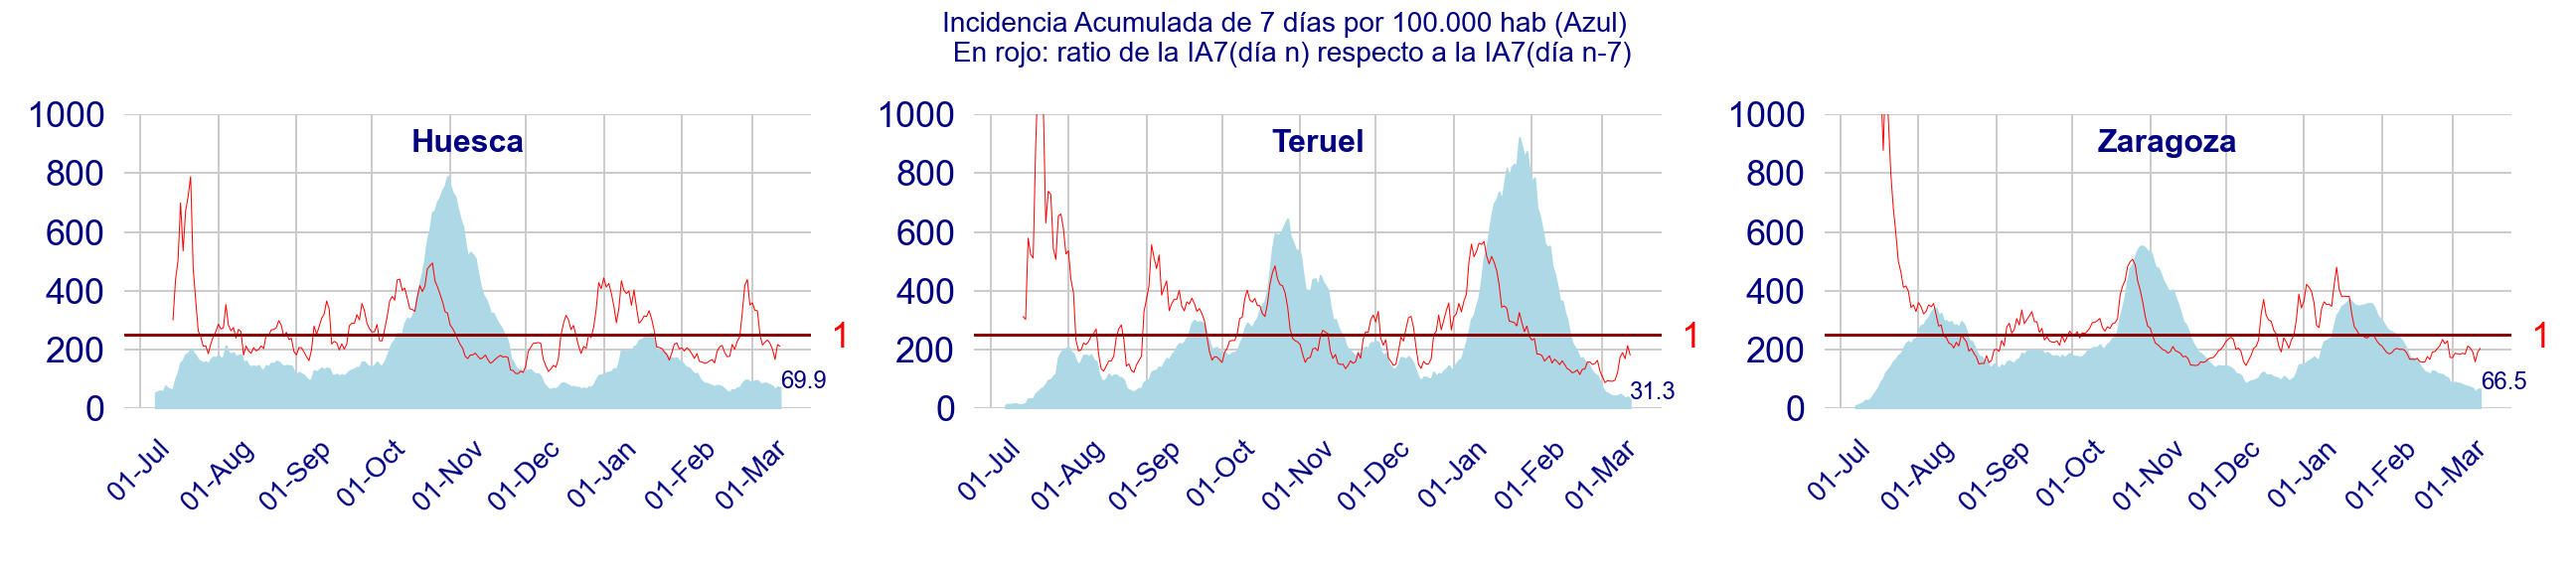 Incidencia Acumulada de 7 días por 100.000 hab (Azul)
En rojo: ratio de la IA7(día n) respecto a la IA7(día n-7)
Huesca
1000
800
600
400
200
0
1
69.9
01-Jul
01-Aug
01-Sep
01-Oct
01-Nov
01-Dec
01-Jan
01-Feb
01-Mar
Teruel
1000
800
600
400
200
0
1
31.3
01-Jul
01-Aug
01-Sep
01-Oct
01-Nov
01-Dec
01-Jan
01-Feb
01-Mar
Zaragoza
1000
800
600
400
200
0
1
66.5
01-Jul
01-Aug
01-Sep
01-Oct
01-Nov
01-Dec
01-Jan
01-Feb
01-Mar